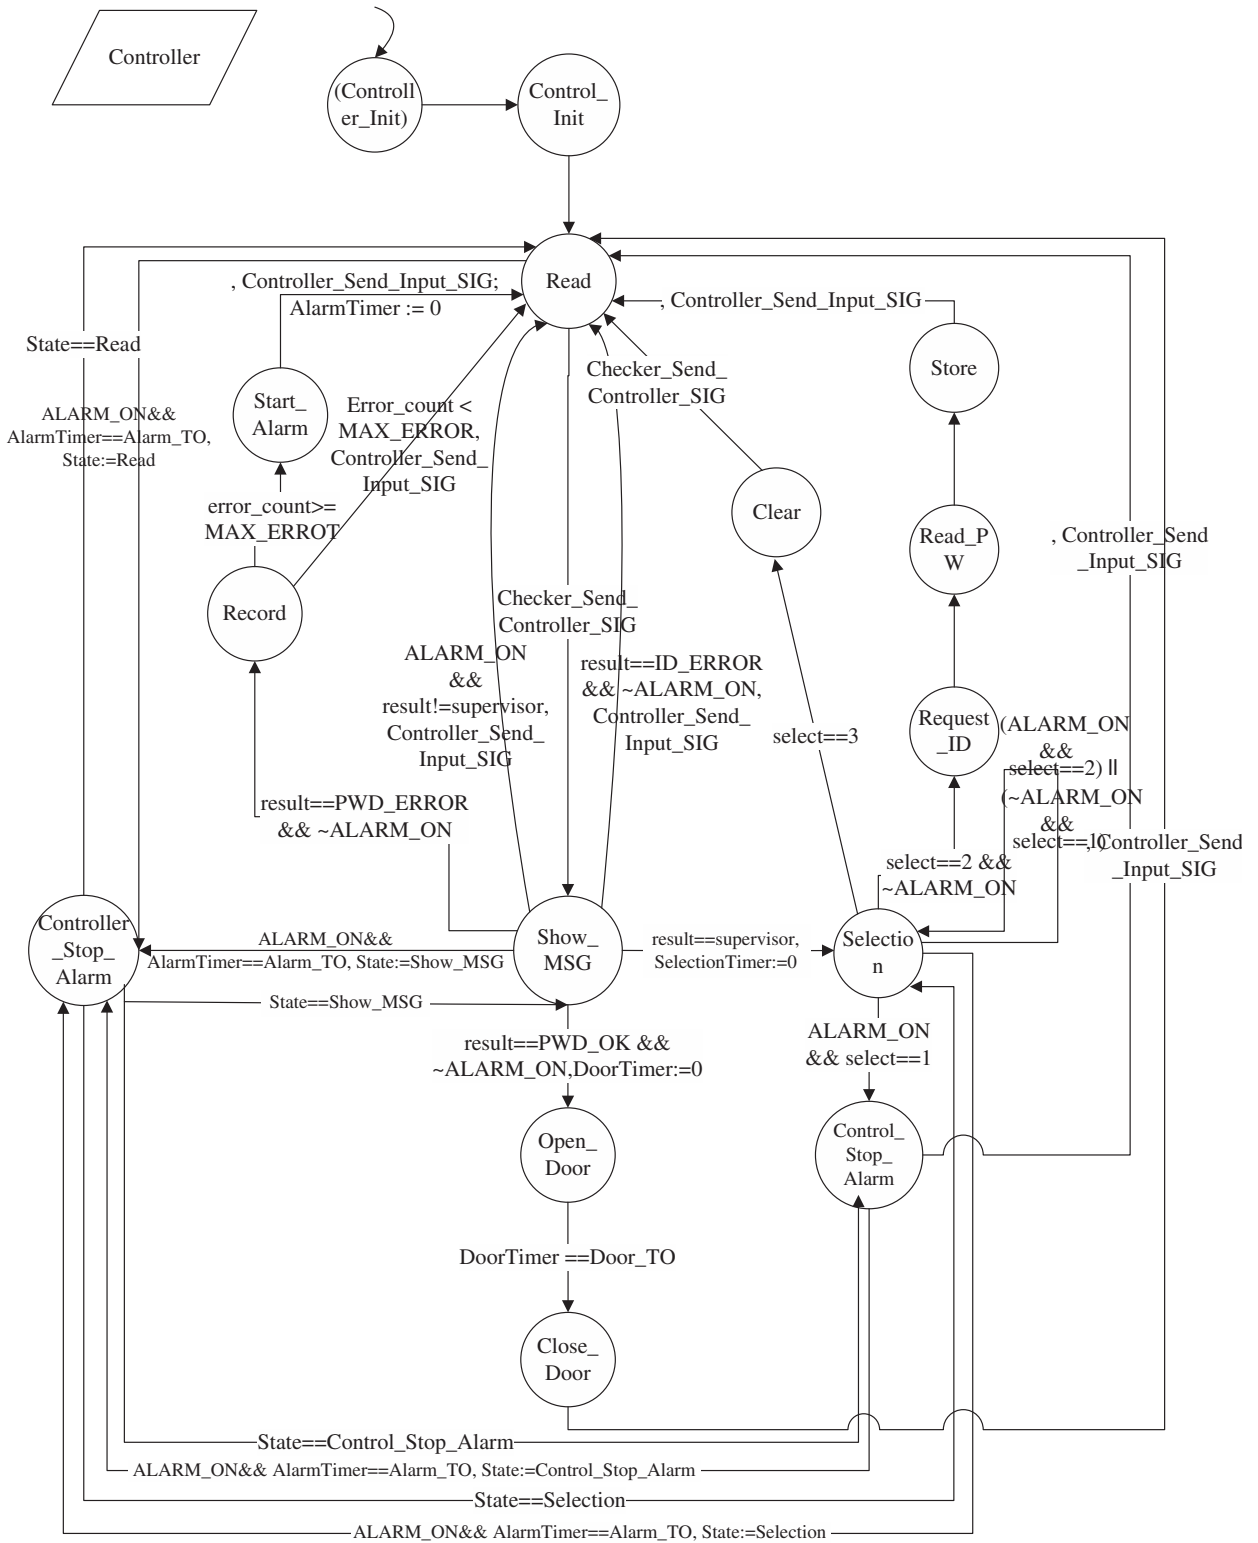 Controller
(Controll
er_Init)
Control_
Init
Read
, Controller_Send_Input_SIG;
AlarmTimer := 0
, Controller_Send_Input_SIG
State==Read
Checker_Send_
Controller_SIG
Store
ALARM_ON&&
AlarmTimer==Alarm_TO,
State:=Read
Start_
Alarm
Error_count <
MAX_ERROR,
Controller_Send_
Input_SIG
error_count>=
MAX_ERROT
Clear
Read_P
W
, Controller_Send
_Input_SIG
Record
Checker_Send_
Controller_SIG
ALARM_ON
&&
result!=supervisor,
Controller_Send_
Input_SIG
result==ID_ERROR
&& ~ALARM_ON,
Controller_Send_
Input_SIG
select==3
Request
_ID
(ALARM_ON
&&
select==2) ||
(~ALARM_ON
&&
select==1)
, Controller_Send
_Input_SIG
result==PWD_ERROR
&& ~ALARM_ON
select==2 &&
~ALARM_ON
Controller
_Stop_
Alarm
ALARM_ON&&
AlarmTimer==Alarm_TO, State:=Show_MSG
Show_
MSG
result==supervisor,
SelectionTimer:=0
Selectio
n
State==Show_MSG
result==PWD_OK &&
~ALARM_ON,DoorTimer:=0
ALARM_ON
&& select==1
Open_
Door
Control_
Stop_
Alarm
DoorTimer ==Door_TO
Close_
Door
State==Control_Stop_Alarm
ALARM_ON&& AlarmTimer==Alarm_TO, State:=Control_Stop_Alarm
State==Selection
ALARM_ON&& AlarmTimer==Alarm_TO, State:=Selection